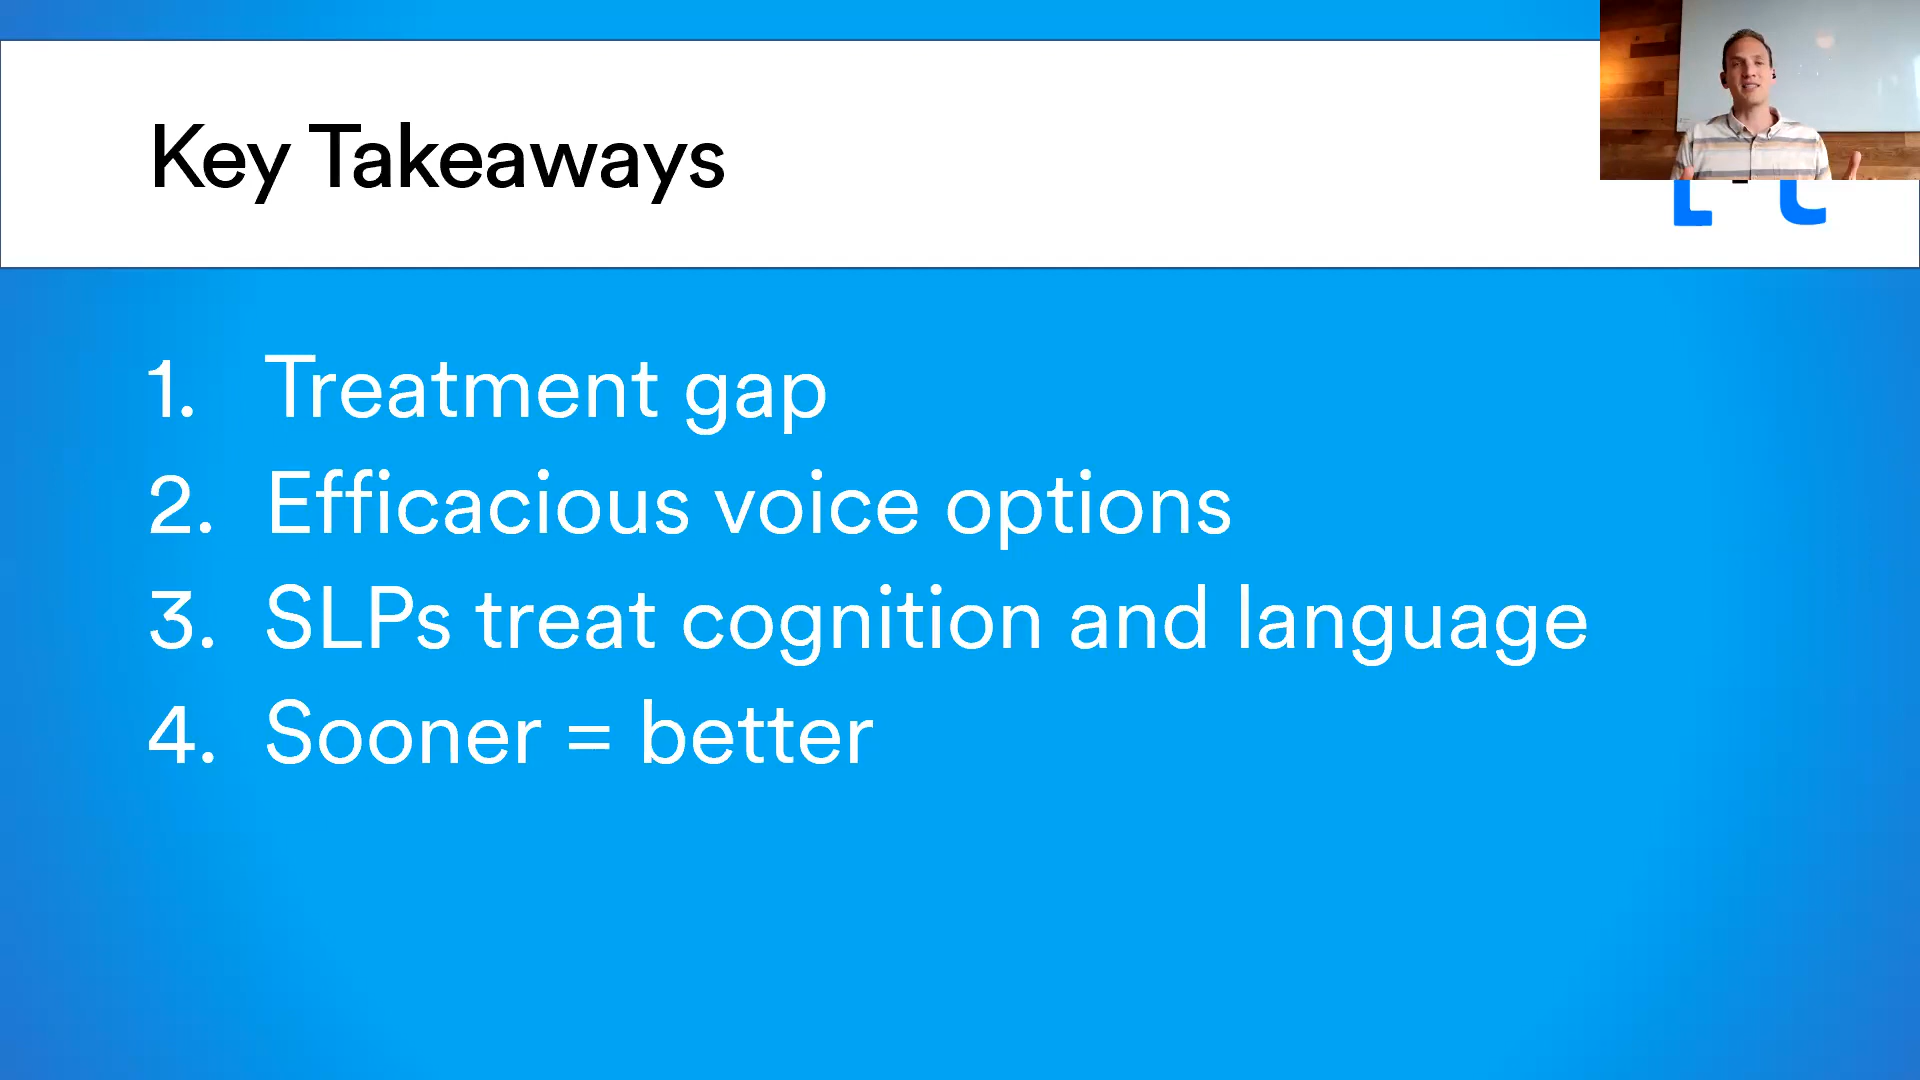 Key Takeaways
1. Treatment gap
2. Efficacious voice options
3. SLPs treat cognition and language
4. Sooner = better